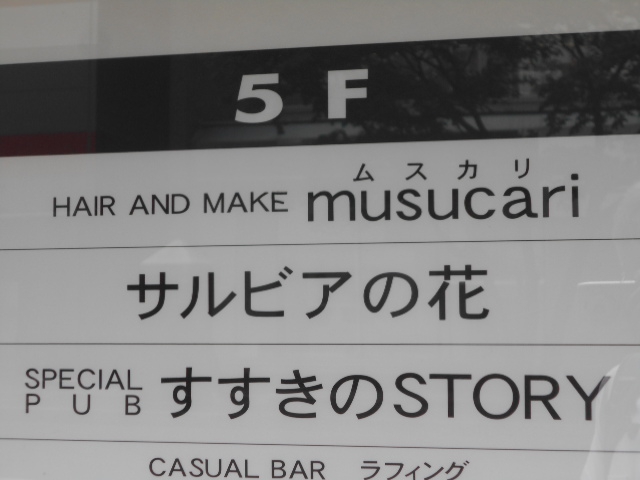 5F
ムスカリ
HAIR AND MAKE musucari
サルビアの花
SPECIAL PUB すすきのSTORY
CASUAL BAR ラフィング